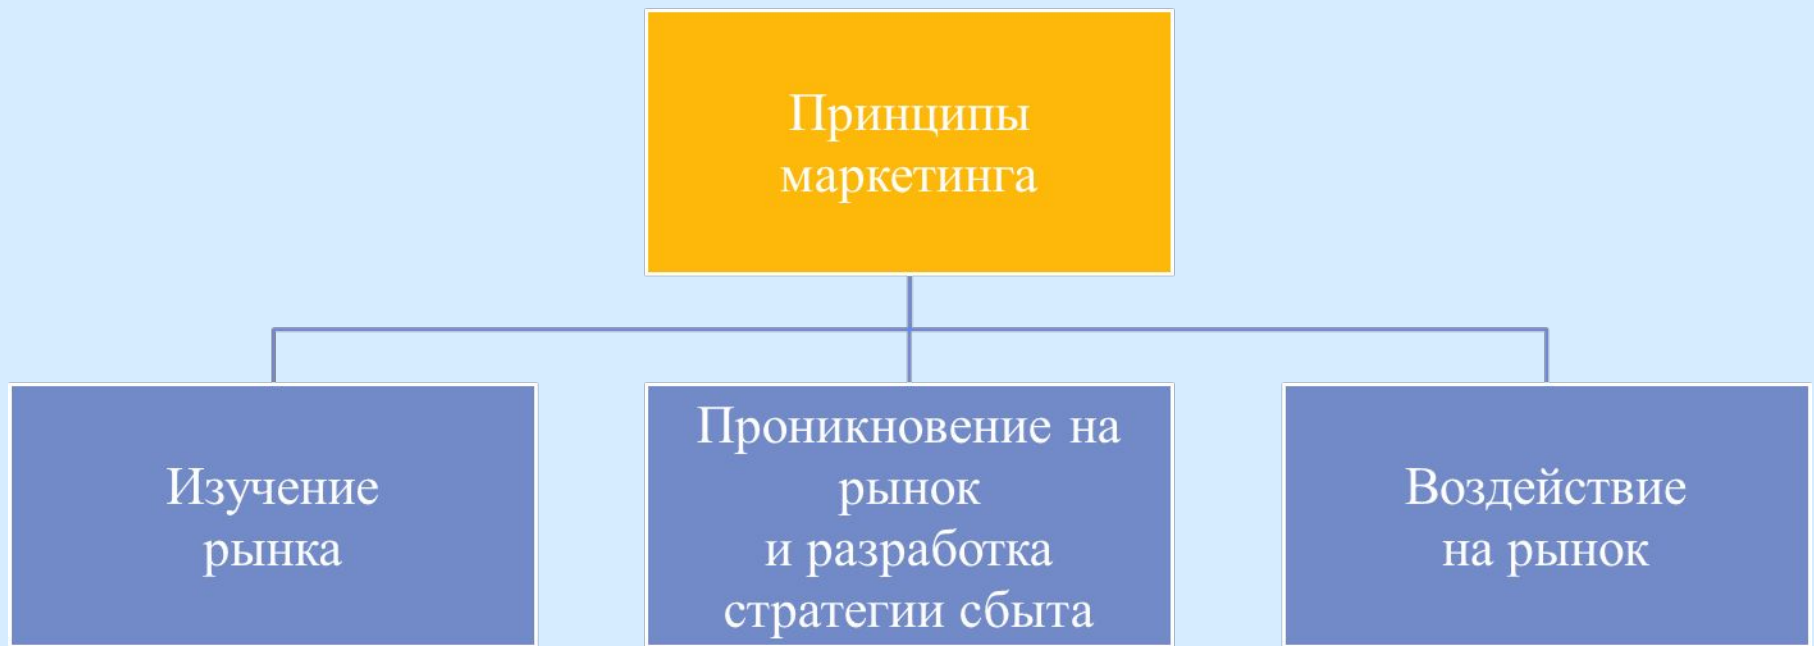 Принципы
маркетинга
Изучение
рынка
Проникновение на
рынок
и разработка
стратегии сбыта
Воздействие
на рынок